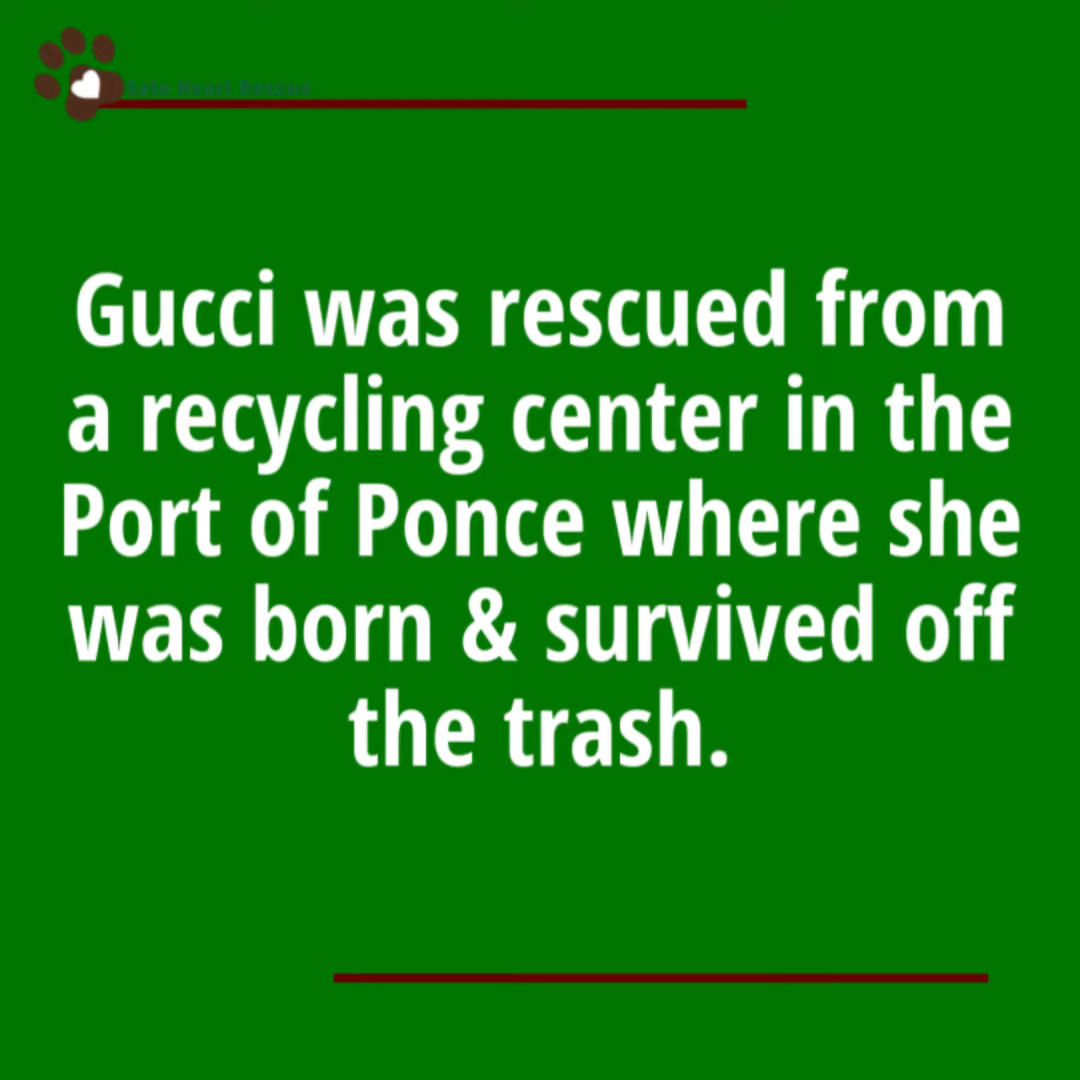 Gucci was rescued from
a recycling center in the
Port of Ponce where she
was born & survived off
the trash.